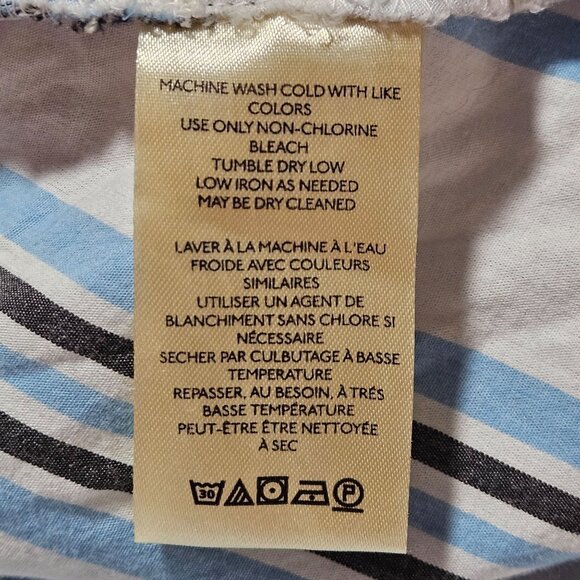 MACHINE WASH COLD WITH LIKE
COLORS
USE ONLY NON-CHLORINE
BLEACH
TUMBLE DRY LOW
LOW IRON AS NEEDED
MAY BE DRY CLEANED
LAVER À LA MACHINE À L'EAU
FROIDE AVEC COULEURS
SIMILAIRES
UTILISER UN AGENT DE
BLANCHIMENT SANS CHLORE SI
NÉCESSAIRE
SECHER PAR CULBUTAGE À BASSE
TEMPERATURE
REPASSER, AU BESOIN, À TRÉS
BASSE TEMPÉRATURE
PEUT-ÊTRE ÊTRE NETTOYÉE
À SEC
30 P